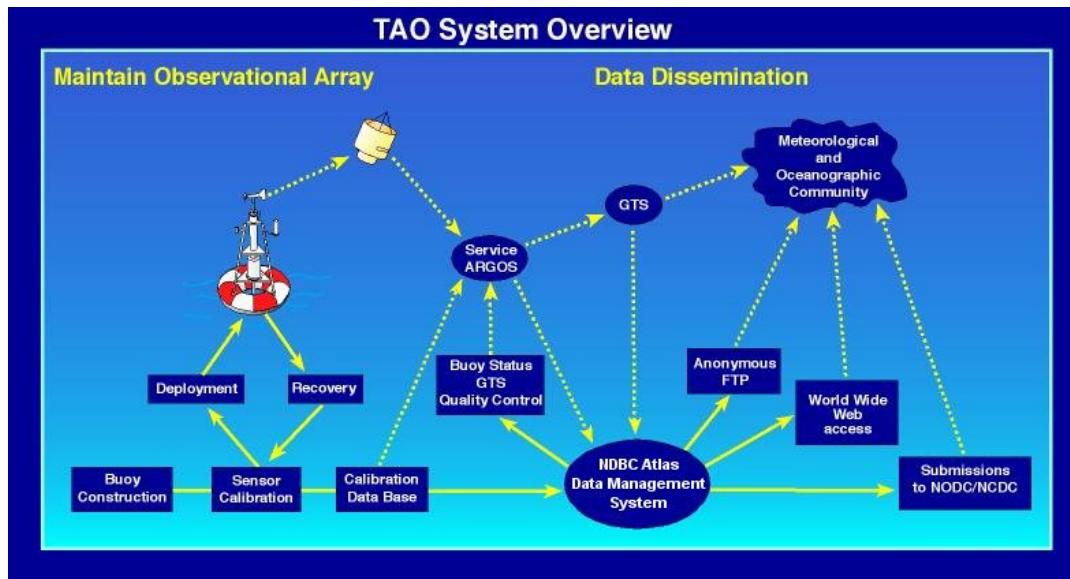 TAO System Overview
Maintain Observational Array
Data Dissemination
Meteorological
and
Oceanographic
Community
GTS
Service
ARGOS
Buoy Status
GTS
Quality Control
Anonymous
FTP
Deployment
Recovery
World Wide
Web
access
NDBC Atlas
Data Management
System
Buoy
Construction
Sensor
Calibration
Calibration
Data Base
Submissions
to NODC/NCDC